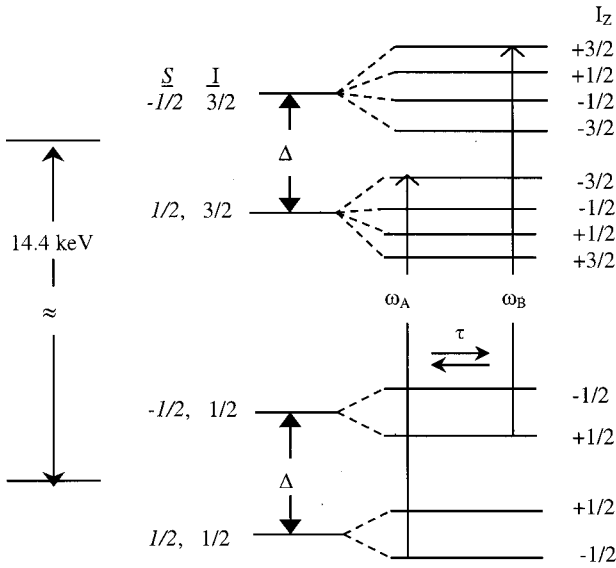 I_Z
+3/2
S I
+1/2
-1/2 3/2
-1/2
-3/2
Δ
-3/2
1/2, 3/2
-1/2
+1/2
14.4 keV
+3/2
ω_A ω_B
≈
τ
-1/2, 1/2
-1/2
+1/2
Δ
+1/2
1/2, 1/2
-1/2